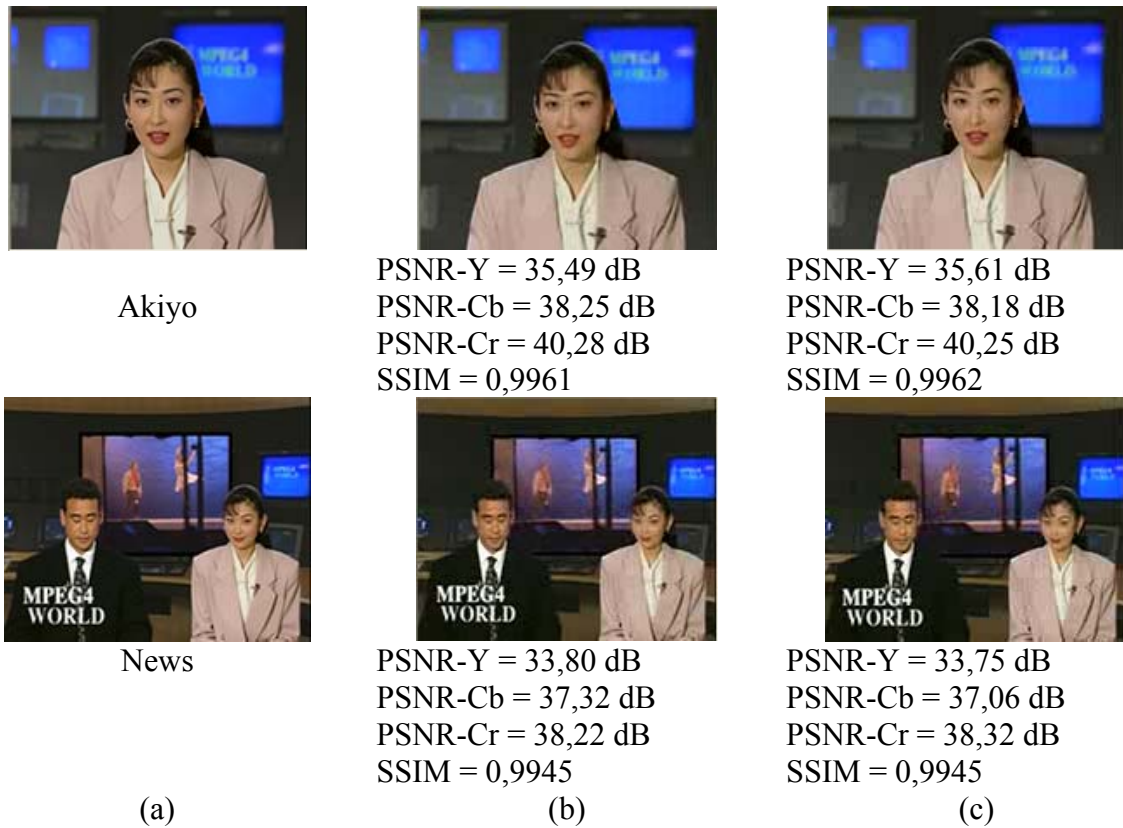 MPEG4
WORLD
MPEG4
WORLD
MPEG4
WORLD
Akiyo
PSNR-Y = 35,49 dB
PSNR-Cb = 38,25 dB
PSNR-Cr = 40,28 dB
SSIM = 0,9961
PSNR-Y = 35,61 dB
PSNR-Cb = 38,18 dB
PSNR-Cr = 40,25 dB
SSIM = 0,9962
MPEG4
WORLD
MPEG4
WORLD
MPEG4
WORLD
MPEG4
WORLD
News
PSNR-Y = 33,80 dB
PSNR-Cb = 37,32 dB
PSNR-Cr = 38,22 dB
SSIM = 0,9945
PSNR-Y = 33,75 dB
PSNR-Cb = 37,06 dB
PSNR-Cr = 38,32 dB
SSIM = 0,9945
(a)
(b)
(c)